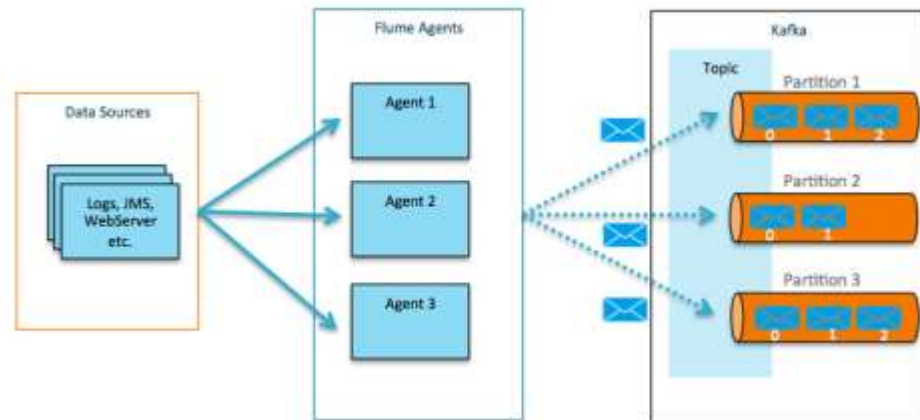 Data Sources
Logs, JMS,
WebServer
etc.
Flume Agents
Agent 1
Agent 2
Agent 3
Kafka
Topic
Partition 1
0 1 2
Partition 2
0 1
Partition 3
0 1 2